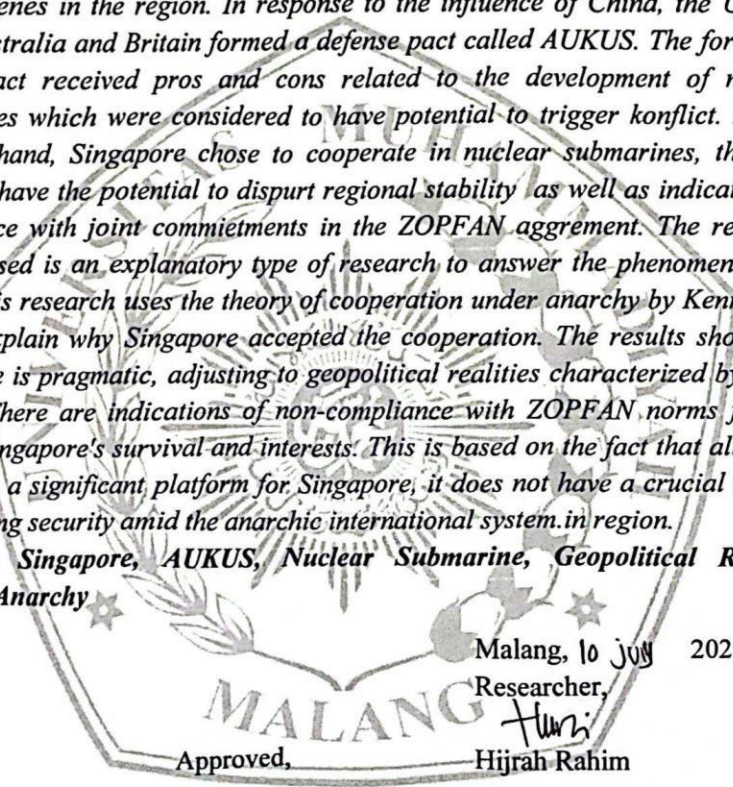 enes in the region. In response to the influence of China, the U
stralia and Britain formed a defense pact called AUKUS. The for
act received pros and cons related to the development of n
es which were considered to have potential to trigger konflict.
hand, Singapore chose to cooperate in nuclear submarines, th
have the potential to dispurt regional stability as well as indicat
ce with joint commietments in the ZOPFAN aggrement. The re
sed is an explanatory type of research to answer the phenomen
is research uses the theory of cooperation under anarchy by Ken
xplain why Singapore accepted the cooperation. The results sho
e is pragmatic, adjusting to geopolitical realities characterized by
There are indications of non-compliance with ZOPFAN norms j
ingapore's survival and interests. This is based on the fact that al
a significant platform for Singapore, it does not have a crucial
ng security amid the anarchic international system.in region.
Singapore, AUKUS, Nuclear Submarine, Geopolitical R
Anarchy
Malang, 10 july 202
Researcher,
Approved,
Hijrah Rahim
UNIVERSITAS MUHAMMADIYAH
MALANG